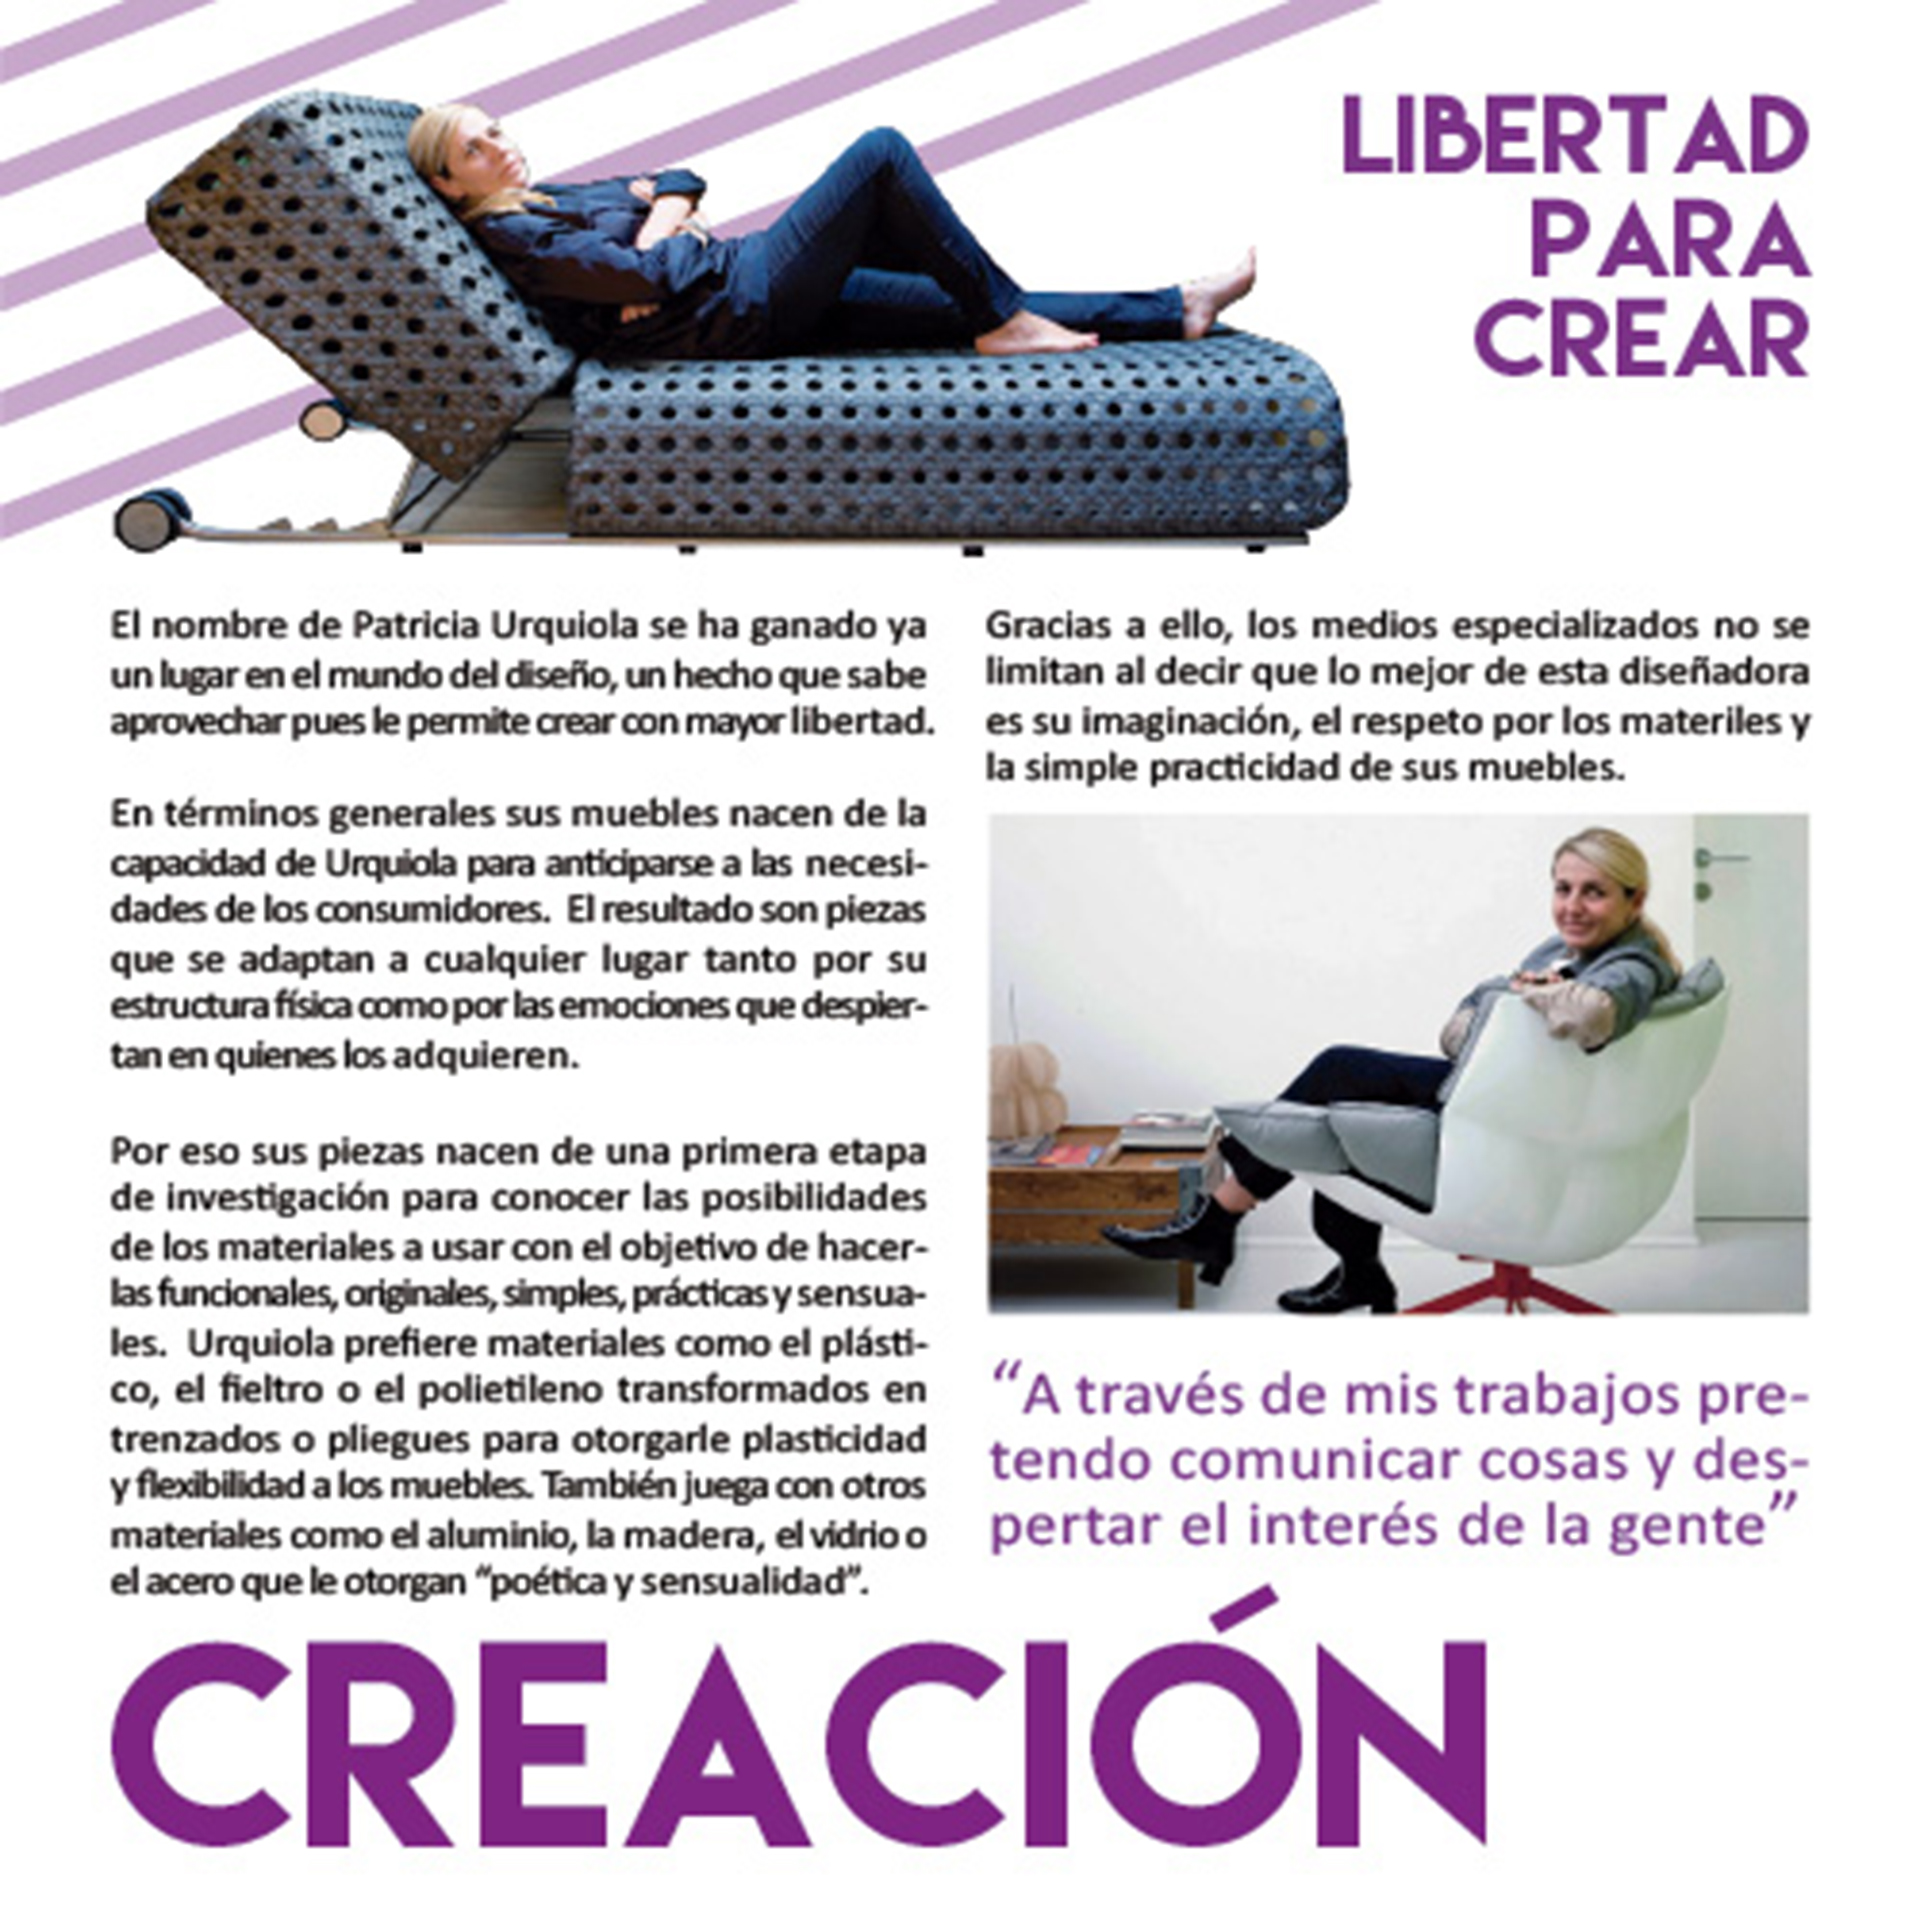 LIBERTAD
PARA
CREAR
El nombre de Patricia Urquiola se ha ganado ya
un lugar en el mundo del diseño, un hecho que sabe
aprovechar pues le permite crear con mayor libertad.
En términos generales sus muebles nacen de la
capacidad de Urquiola para anticiparse a las necesi-
dades de los consumidores. El resultado son piezas
que se adaptan a cualquier lugar tanto por su
estructura física como por las emociones que despier-
tan en quienes los adquieren.
Por eso sus piezas nacen de una primera etapa
de investigación para conocer las posibilidades
de los materiales a usar con el objetivo de hacer-
las funcionales, originales, simples, prácticas y sensua-
les. Urquiola prefiere materiales como el plásti-
co, el fieltro o el polietileno transformados en
trenzados o pliegues para otorgarle plasticidad
y flexibilidad a los muebles. También juega con otros
materiales como el aluminio, la madera, el vidrio o
el acero que le otorgan “poética y sensualidad”.
Gracias a ello, los medios especializados no se
limitan al decir que lo mejor de esta diseñadora
es su imaginación, el respeto por los materiles y
la simple practicidad de sus muebles.
“A través de mis trabajos pre-
tendo comunicar cosas y des-
pertar el interés de la gente”
CREACIÓN